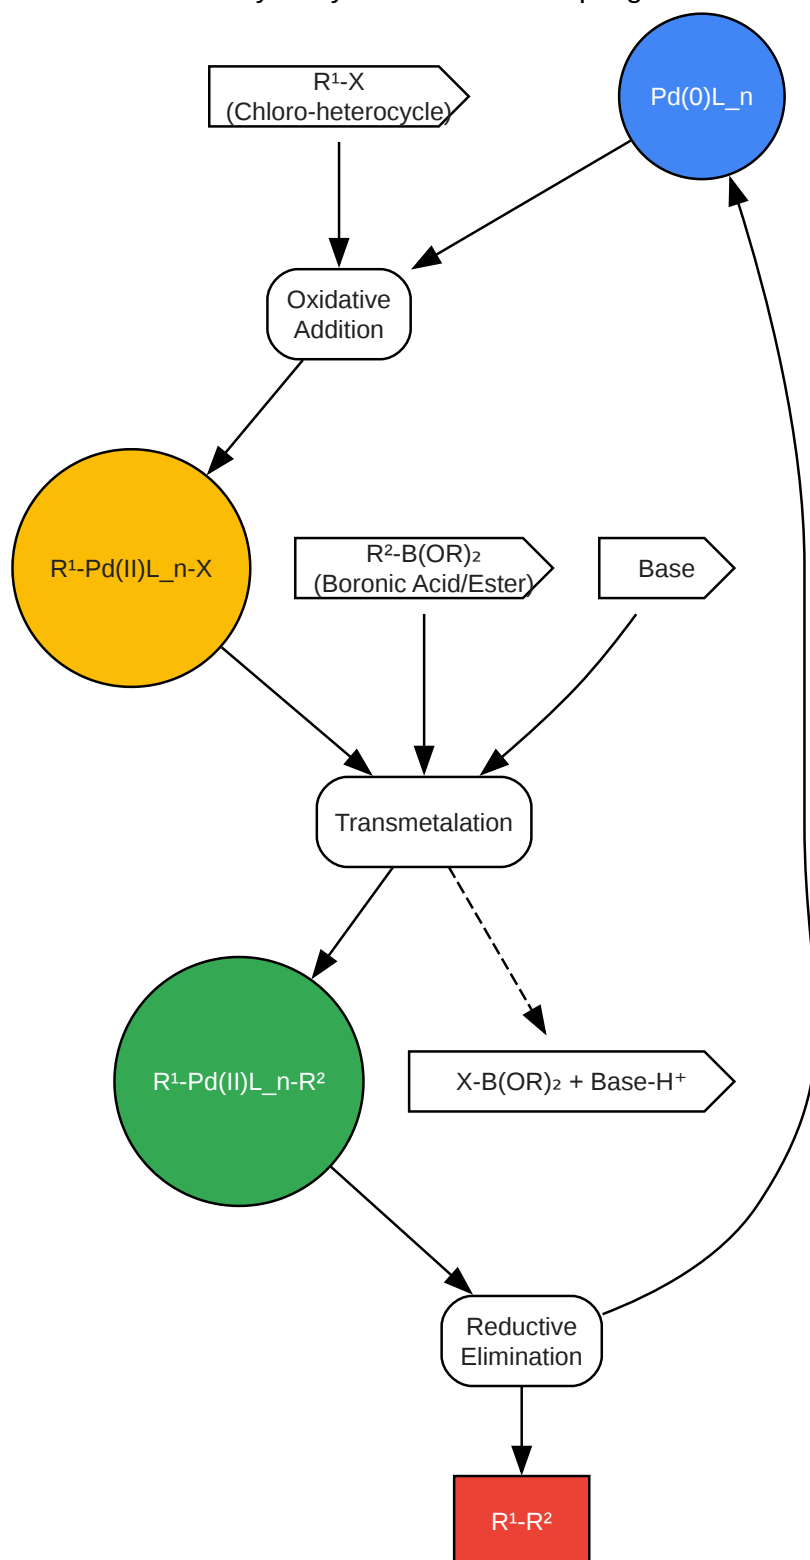 R¹-X
(Chloro-heterocycle)
Pd(0)L_n
Oxidative
Addition
R¹-Pd(II)L_n-X
R²-B(OR)₂
(Boronic Acid/Ester)
Base
Transmetalation
R¹-Pd(II)L_n-R²
X-B(OR)₂ + Base-H⁺
Reductive
Elimination
R¹-R²